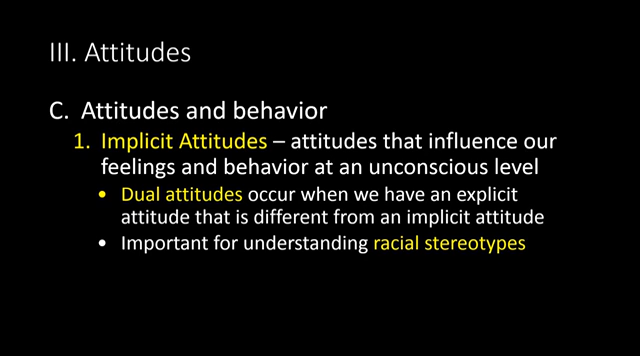 III. Attitudes
C. Attitudes and behavior
1. Implicit Attitudes – attitudes that influence our
feelings and behavior at an unconscious level
• Dual attitudes occur when we have an explicit
attitude that is different from an implicit attitude
• Important for understanding racial stereotypes